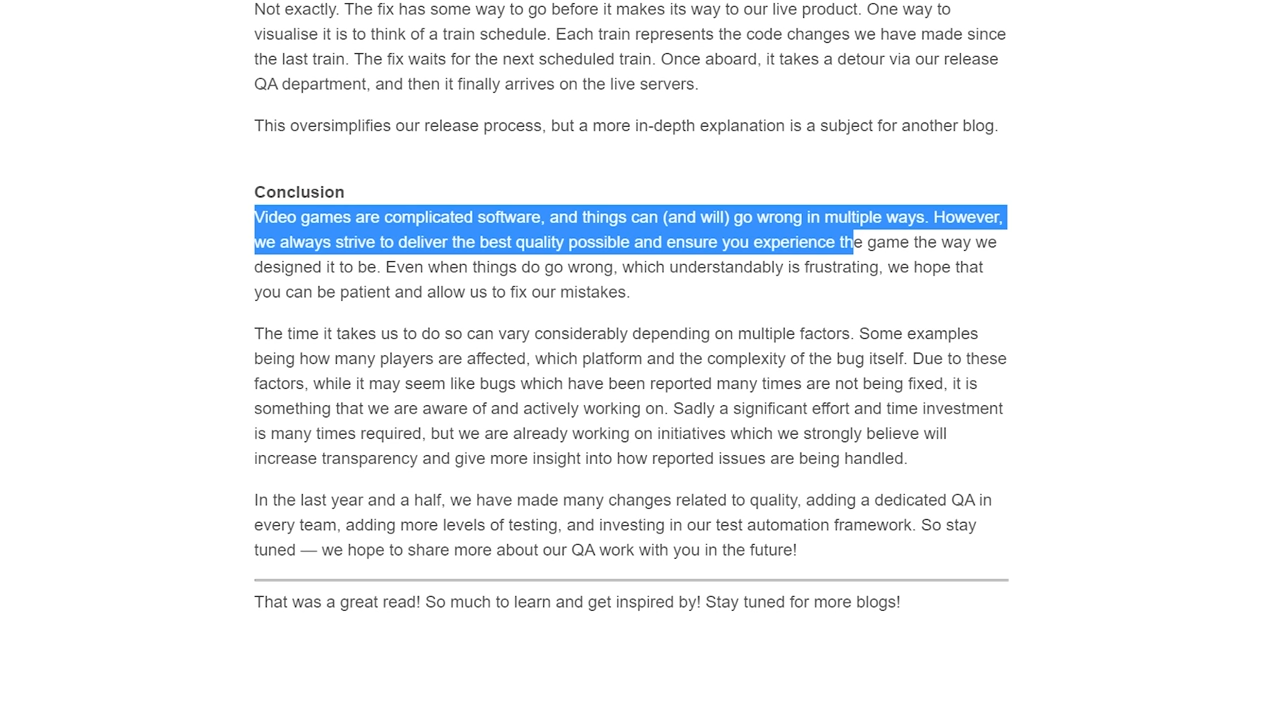 Not exactly. The fix has some way to go before it makes its way to our live product. One way to
visualise it is to think of a train schedule. Each train represents the code changes we have made since
the last train. The fix waits for the next scheduled train. Once aboard, it takes a detour via our release
QA department, and then it finally arrives on the live servers.
This oversimplifies our release process, but a more in-depth explanation is a subject for another blog.
Conclusion
Video games are complicated software, and things can (and will) go wrong in multiple ways. However,
we always strive to deliver the best quality possible and ensure you experience the game the way we
designed it to be. Even when things do go wrong, which understandably is frustrating, we hope that
you can be patient and allow us to fix our mistakes.
The time it takes us to do so can vary considerably depending on multiple factors. Some examples
being how many players are affected, which platform and the complexity of the bug itself. Due to these
factors, while it may seem like bugs which have been reported many times are not being fixed, it is
something that we are aware of and actively working on. Sadly a significant effort and time investment
is many times required, but we are already working on initiatives which we strongly believe will
increase transparency and give more insight into how reported issues are being handled.
In the last year and a half, we have made many changes related to quality, adding a dedicated QA in
every team, adding more levels of testing, and investing in our test automation framework. So stay
tuned — we hope to share more about our QA work with you in the future!
That was a great read! So much to learn and get inspired by! Stay tuned for more blogs!